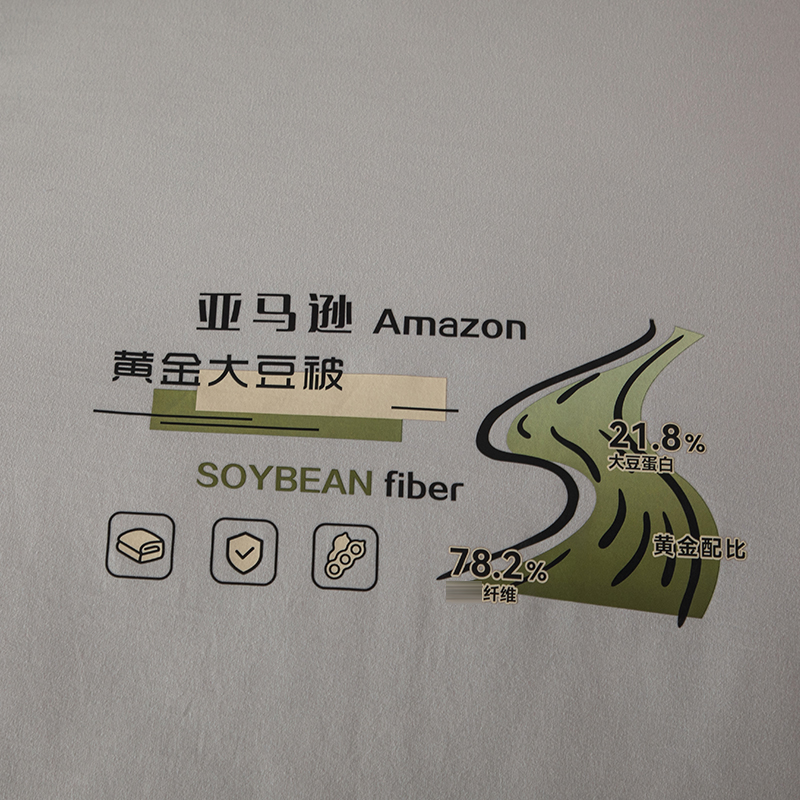 亚马逊 Amazon
黄金大豆被
SOYBEAN fiber
21.8%
大豆蛋白
黄金配比
78.2%
纤维